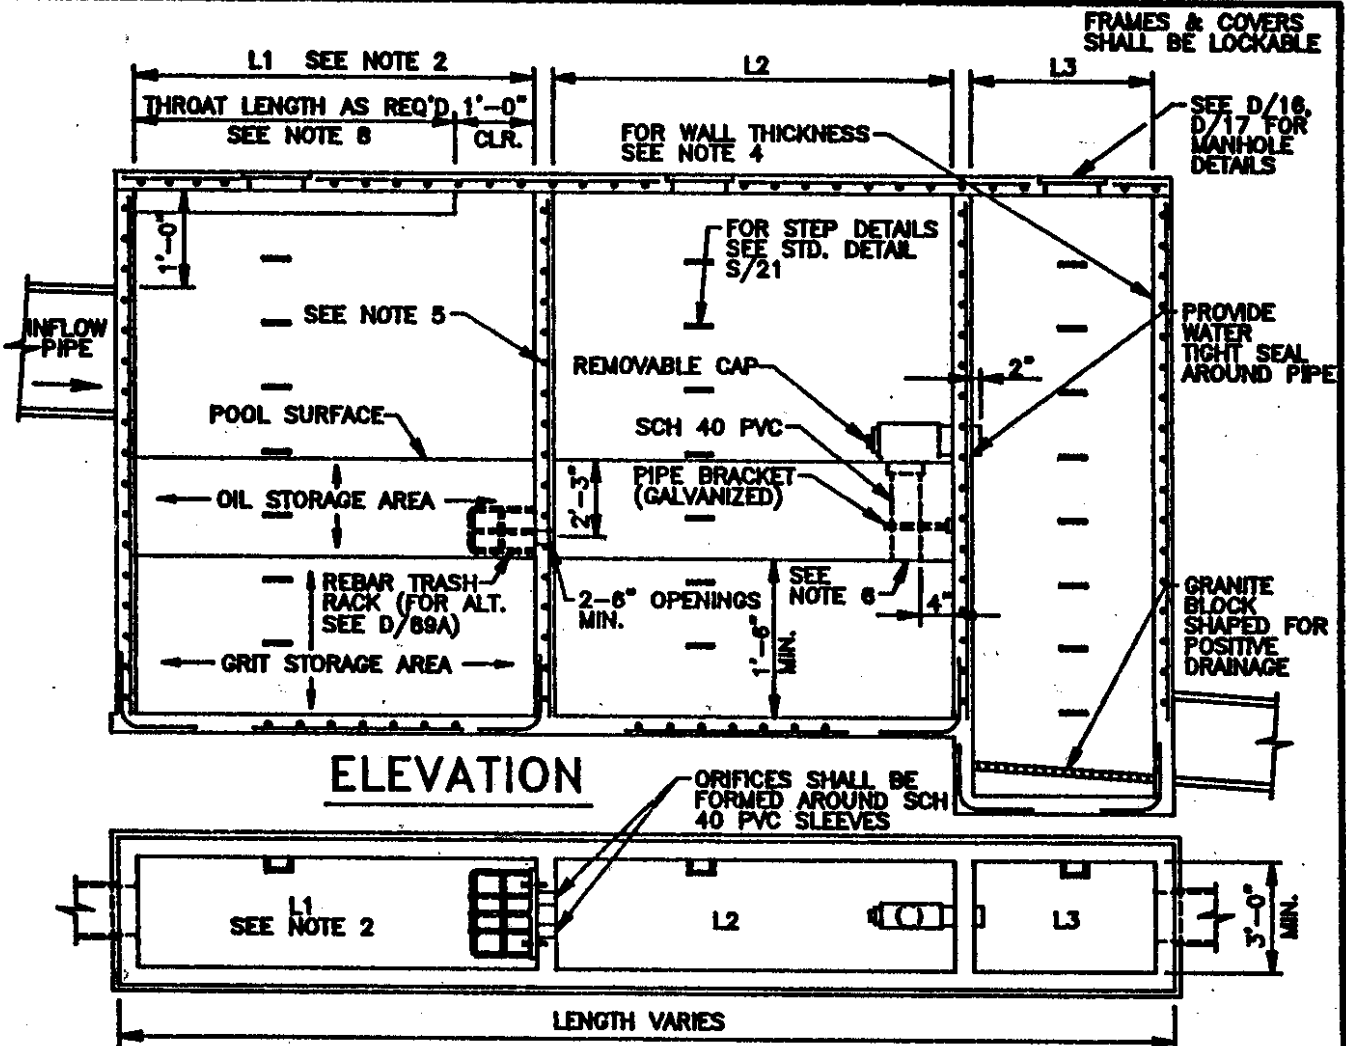 FRAMES & COVERS
SHALL BE LOCKABLE
L1 SEE NOTE 2
L2
L3
THROAT LENGTH AS REQ'D.
SEE NOTE 8
1'-0"
CLR.
FOR WALL THICKNESS
SEE NOTE 4
SEE D/16,
D/17 FOR
MANHOLE
DETAILS
1'-0"
FOR STEP DETAILS
SEE STD. DETAIL
S/21
INFLOW
PIPE
SEE NOTE 5
PROVIDE
WATER
TIGHT SEAL
AROUND PIPE
REMOVABLE CAP
2"
POOL SURFACE
SCH 40 PVC
OIL STORAGE AREA
2'-3"
PIPE BRACKET
(GALVANIZED)
REBAR TRASH
RACK (FOR ALT.
SEE D/69A)
2-6" OPENINGS
MIN.
SEE
NOTE 6
4"
1'-6"
MIN.
GRANITE
BLOCK
SHAPED FOR
POSITIVE
DRAINAGE
GRIT STORAGE AREA
ELEVATION
ORIFICES SHALL BE
FORMED AROUND SCH
40 PVC SLEEVES
L1
SEE NOTE 2
L2
L3
3'-0"
MIN.
LENGTH VARIES